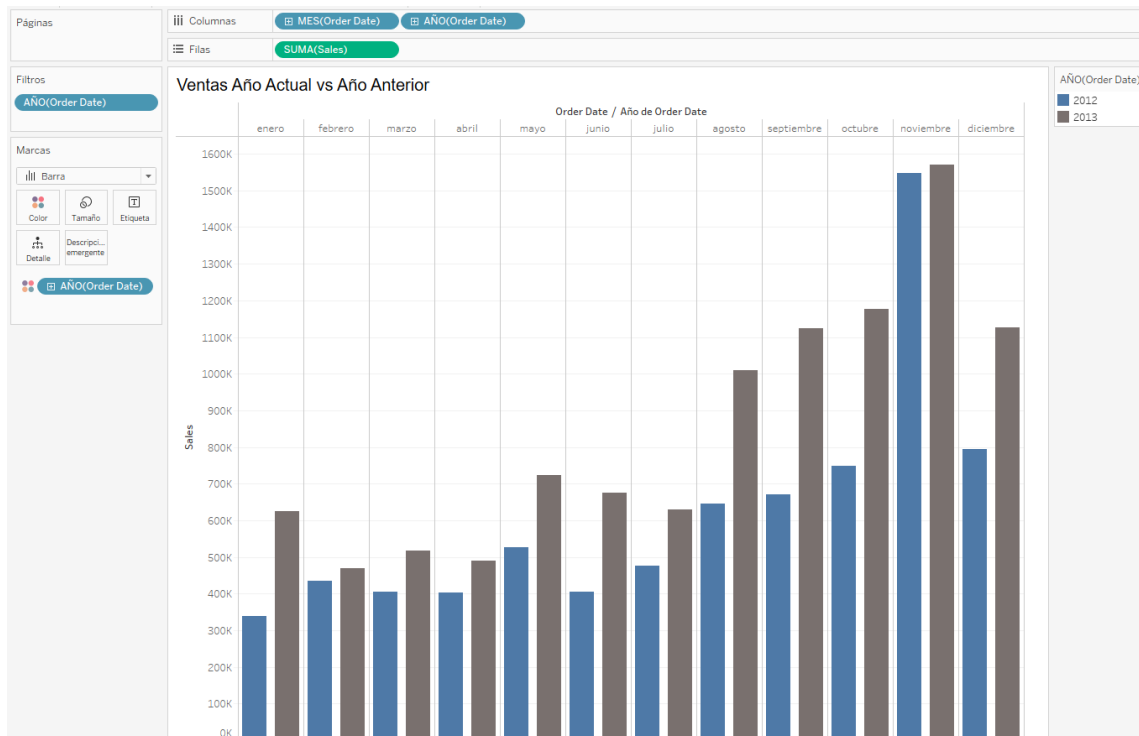 Páginas
Columnas
MES(Order Date)
AÑO(Order Date)
Filas
SUMA(Sales)
Filtros
AÑO(Order Date)
Marcas
Barra
Color
Tamaño
Etiqueta
Detalle
Descripci...
emergente
AÑO(Order Date)
Ventas Año Actual vs Año Anterior
Order Date / Año de Order Date
enero febrero marzo abril mayo junio julio agosto septiembre octubre noviembre diciembre
1600K
1500K
1400K
1300K
1200K
1100K
1000K
900K
800K
700K
600K
500K
400K
300K
200K
100K
0K
Sales
AÑO(Order Date)
2012
2013